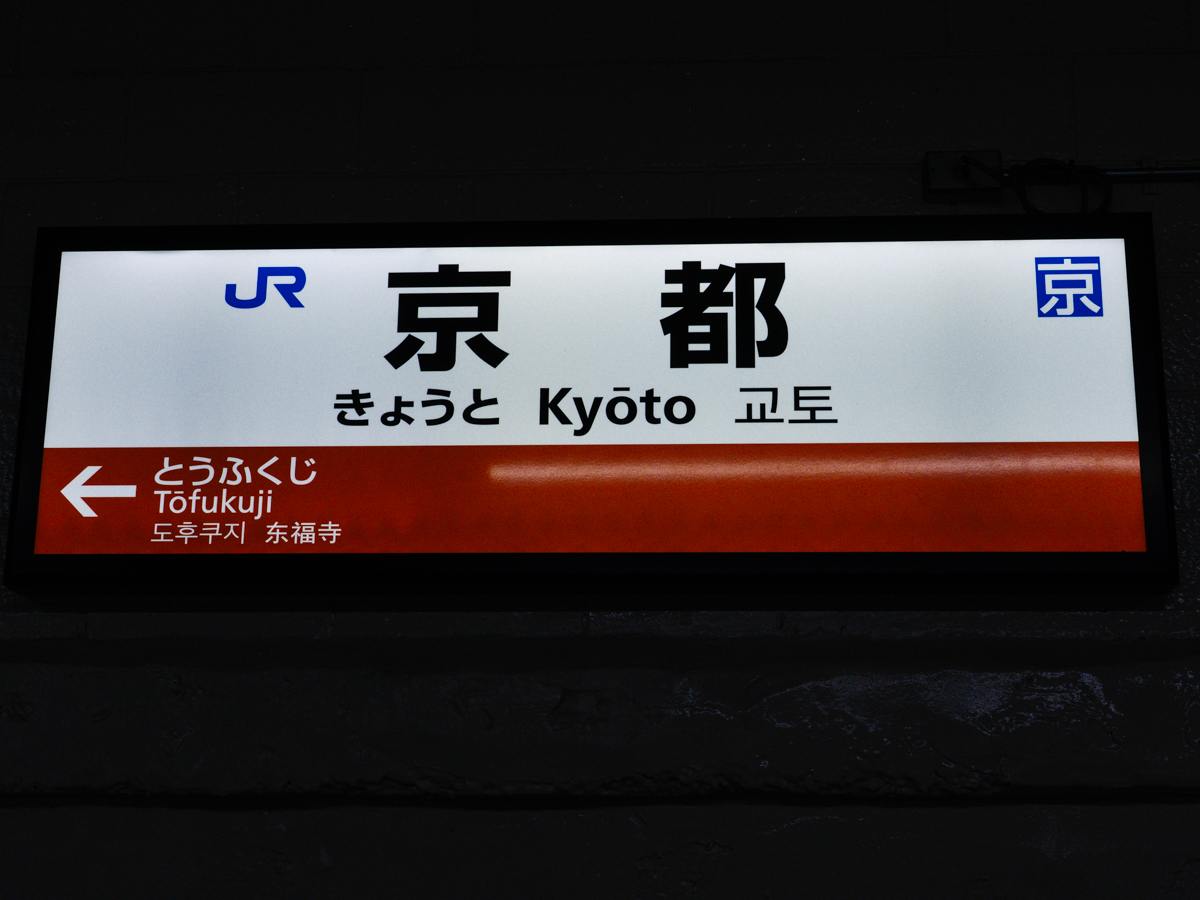 JR 京都 京
きょうと Kyōto 교토
とうふくじ
Tōfukuji
도후쿠지 东福寺